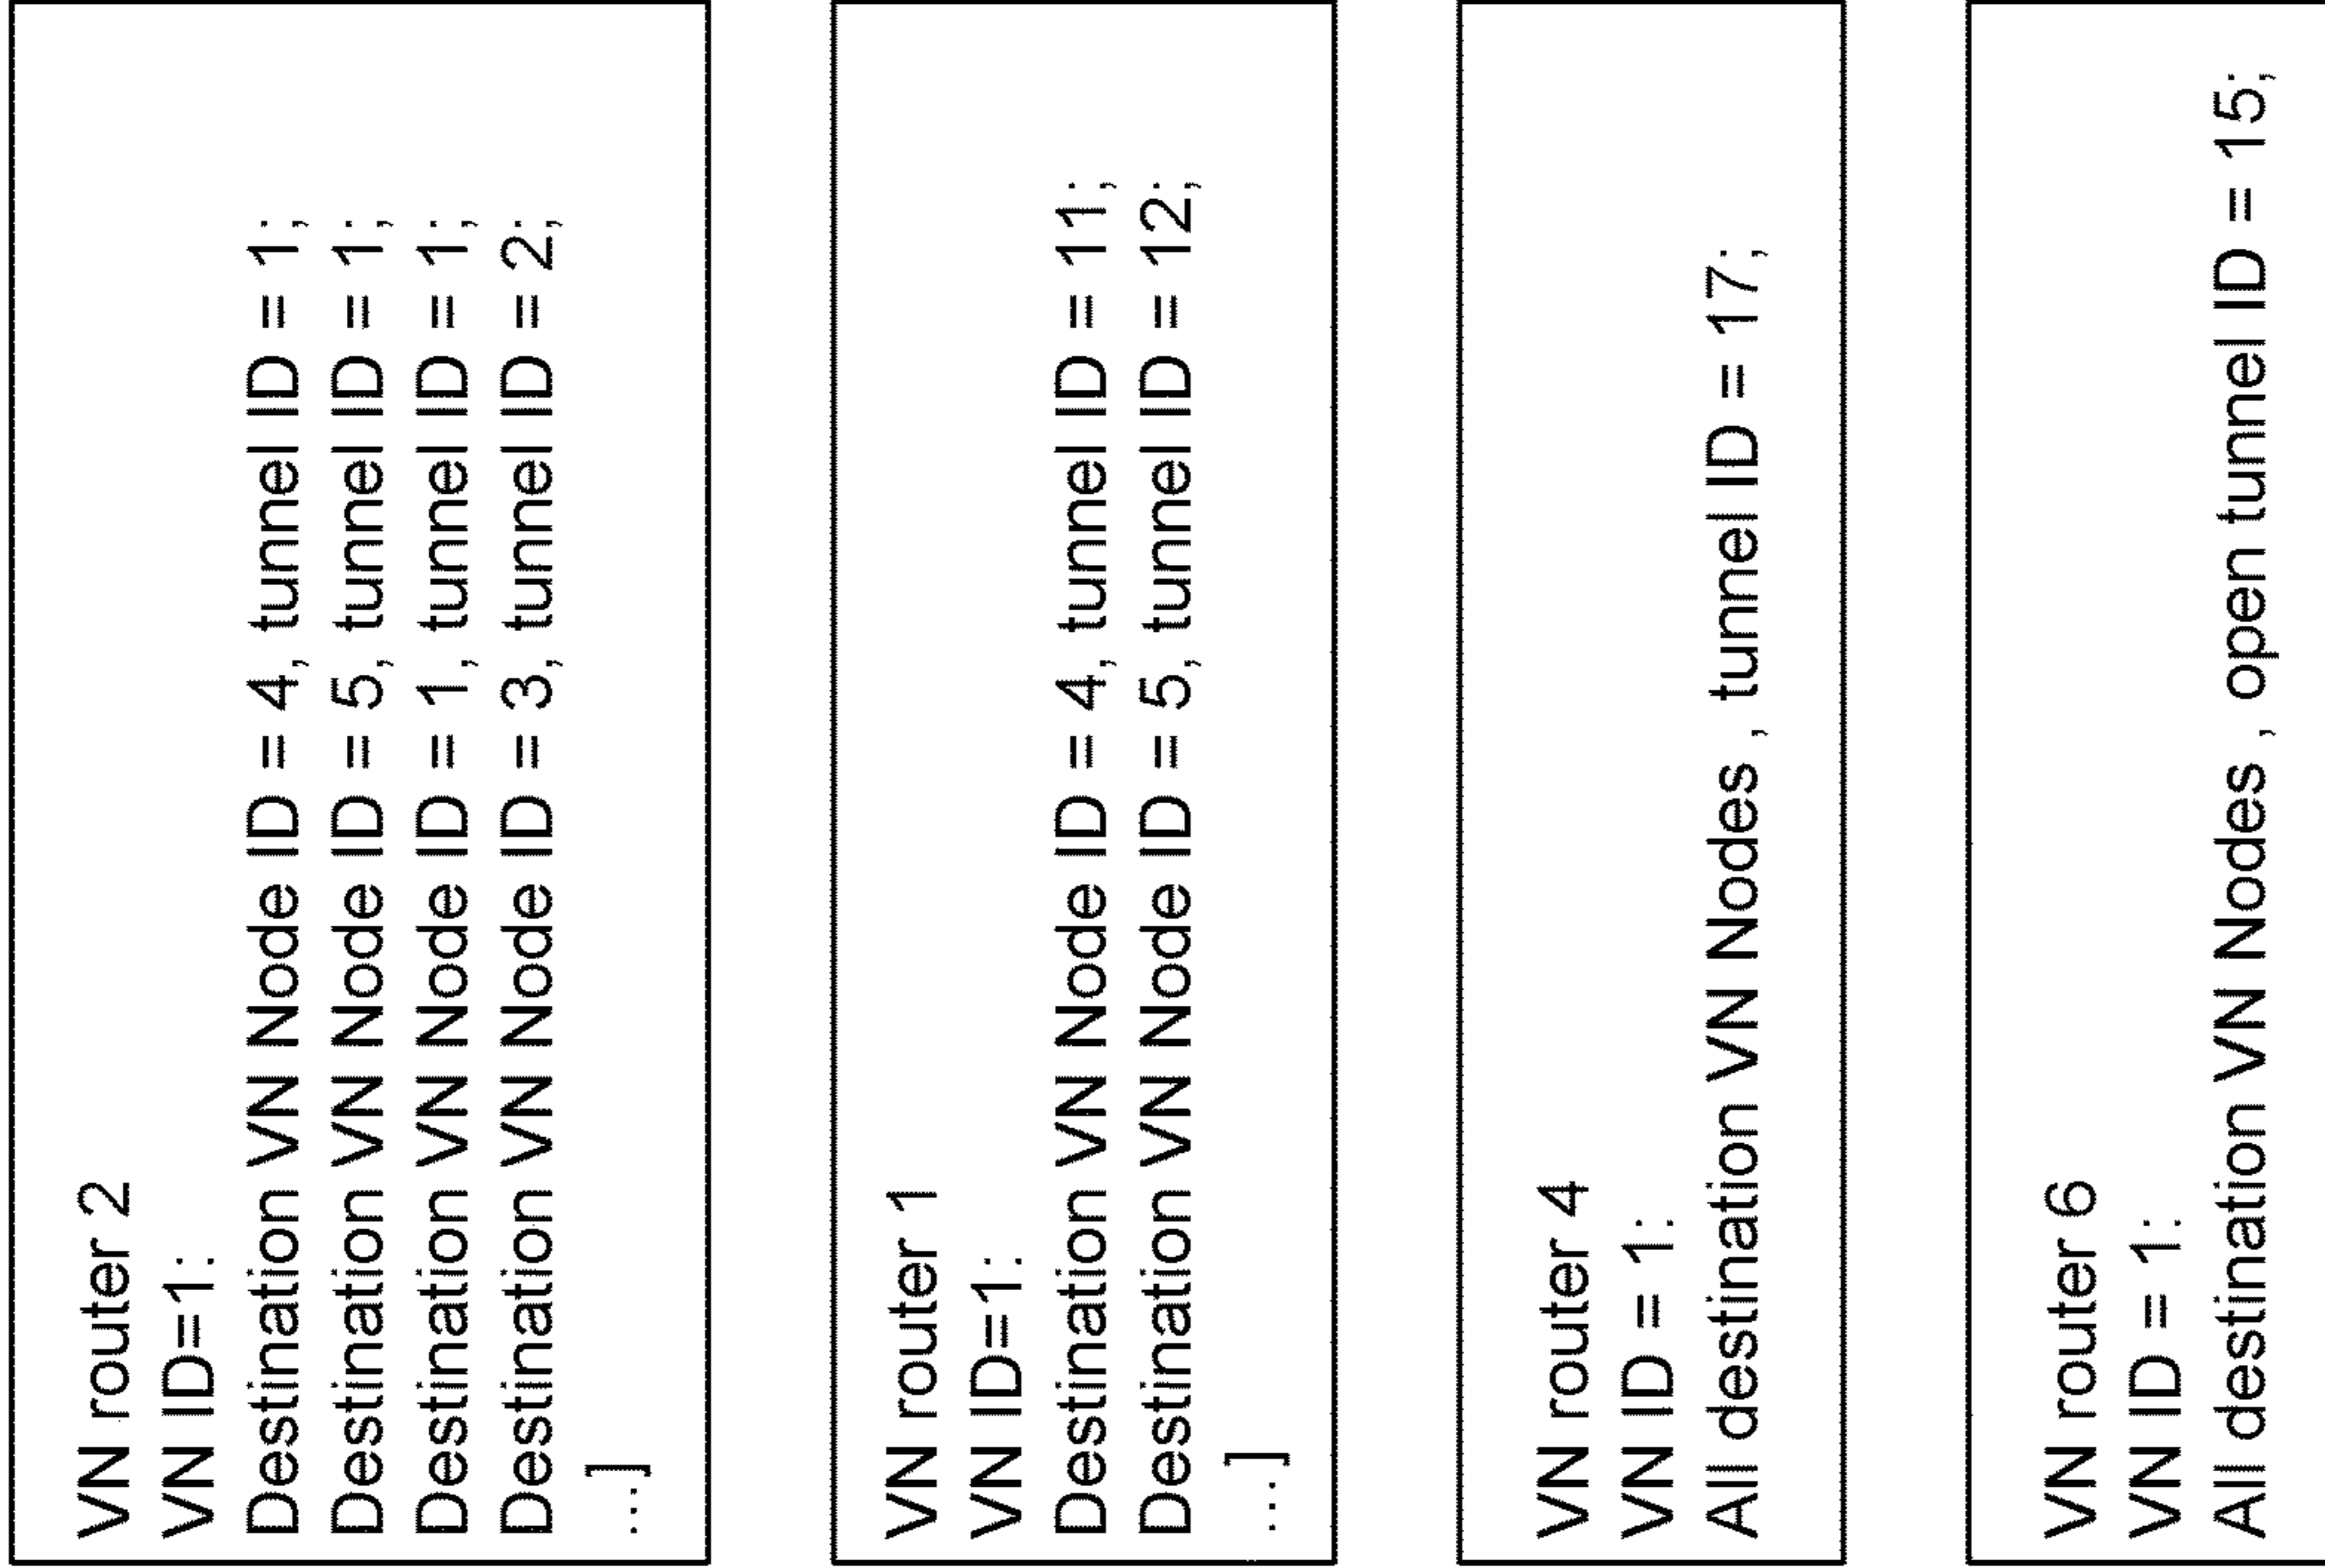 VN router 2
VN ID=1:
Destination VN Node ID = 4, tunnel ID = 1;
Destination VN Node ID = 5, tunnel ID = 1;
Destination VN Node ID = 1, tunnel ID = 1;
Destination VN Node ID = 3, tunnel ID = 2;
...]
VN router 1
VN ID=1:
Destination VN Node ID = 4, tunnel ID = 11;
Destination VN Node ID = 5, tunnel ID = 12;
...]
VN router 4
VN ID = 1:
All destination VN Nodes , tunnel ID = 17;
VN router 6
VN ID = 1:
All destination VN Nodes , open tunnel ID = 15;